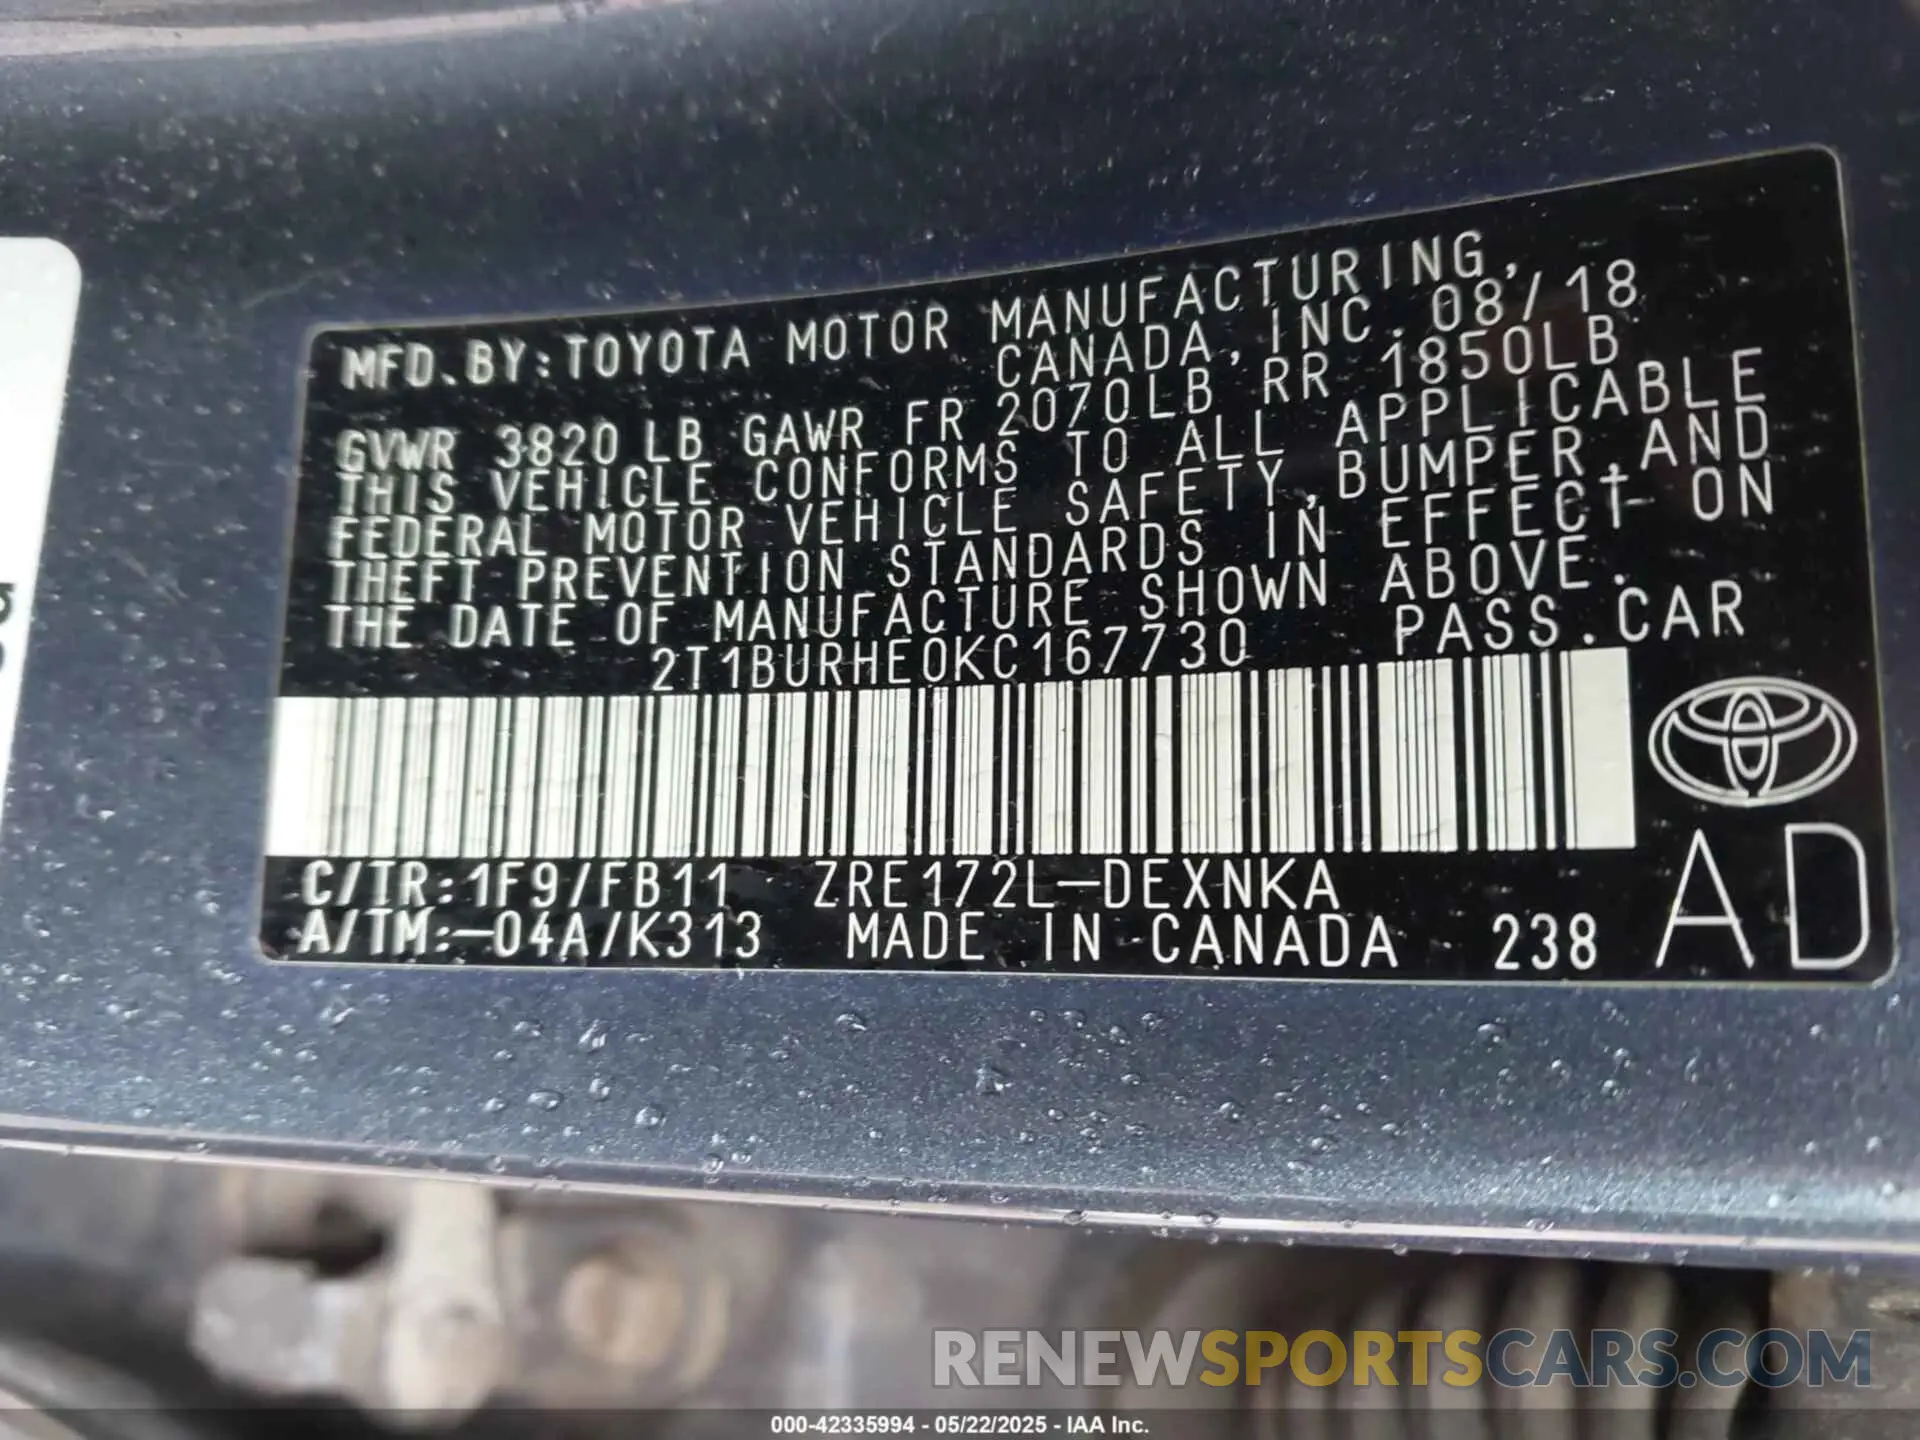 MFD.BY:TOYOTA MOTOR MANUFACTURING,
CANADA, INC. 08/18
GVWR 3820 LB GAWR FR 2070LB RR 1850LB
THIS VEHICLE CONFORMS TO ALL APPLICABLE
FEDERAL MOTOR VEHICLE SAFETY,BUMPER,AND
THEFT PREVENTION STANDARDS IN EFFECT ON
THE DATE OF MANUFACTURE SHOWN ABOVE.
2T1BURHE0KC167730 PASS.CAR
C/TR:1F9/FB11 ZRE172L-DEXNKA
A/TM:-04A/K313 MADE IN CANADA 238
AD
RENEWSPORTSCARS.COM
000-42335994 - 05/22/2025 - IAA Inc.